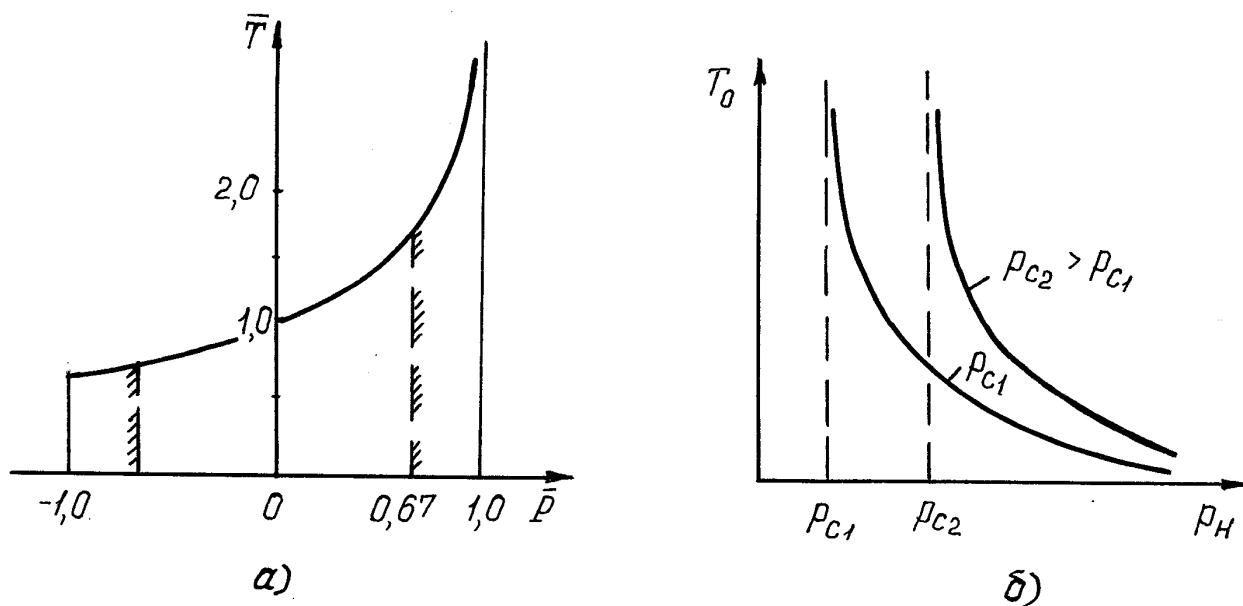 T̅
2,0
1,0
-1,0
0
0,67
1,0
P̅
а)
T₀
p_c2 > p_c1
p_c1
p_c1
p_c2
p_н
б)